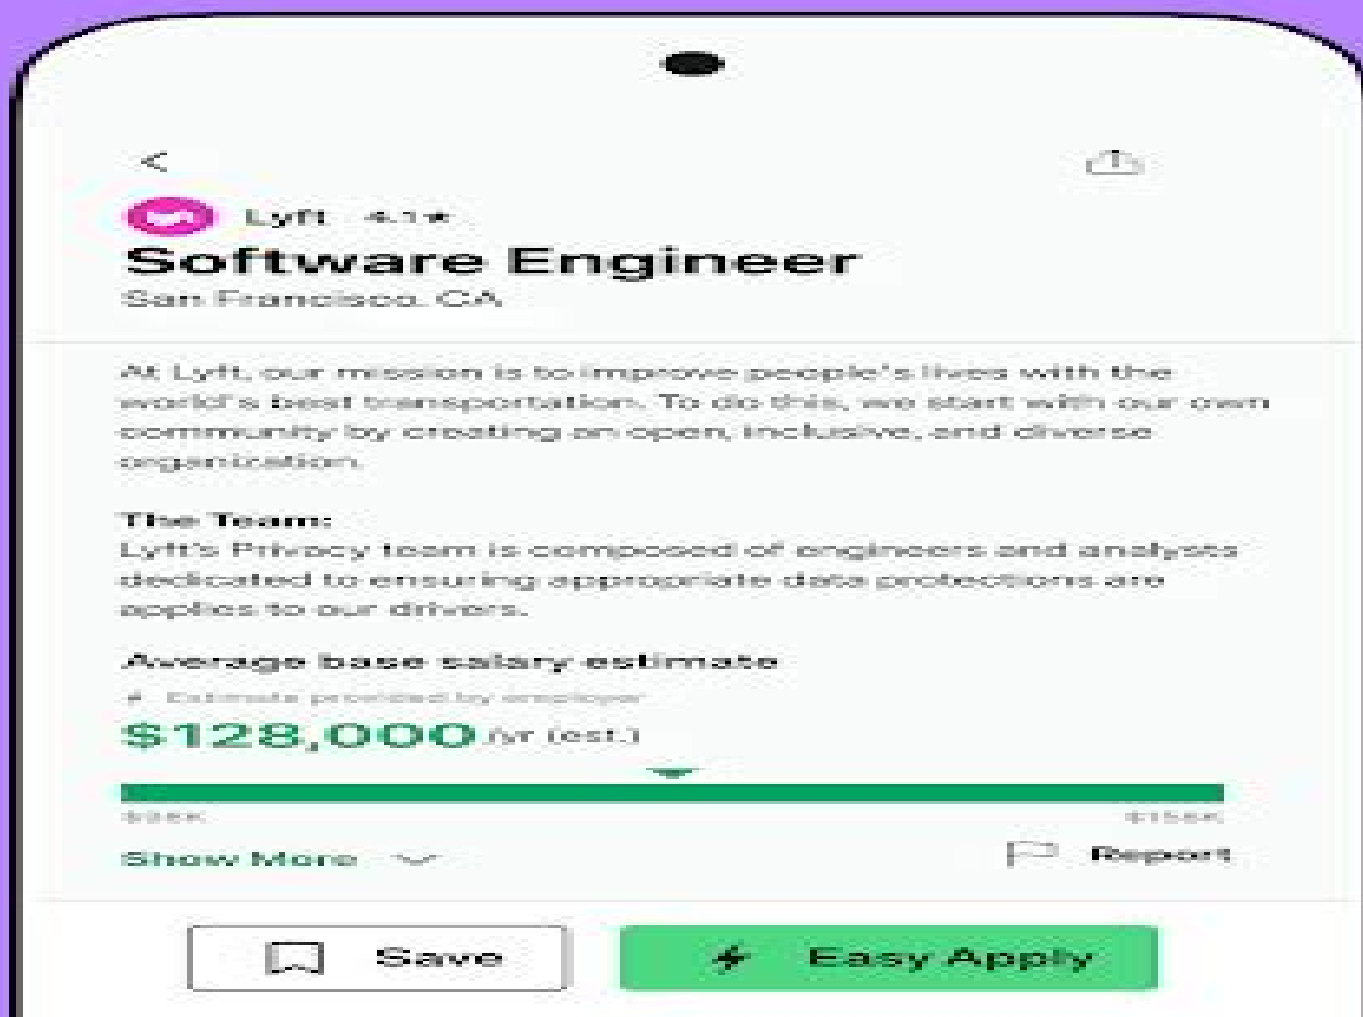 <
Lyft 4.1★
Software Engineer
San Francisco, CA
At Lyft, our mission is to improve people's lives with the
world's best transportation. To do this, we start with our own
community by creating an open, inclusive, and diverse
organization.
The Team:
Lyft's Privacy team is composed of engineers and analysts
dedicated to ensuring appropriate data protections are
applies to our drivers.
Average base salary estimate
Estimate provided by employer
$128,000 /yr (est.)
Show More
Report
Save
Easy Apply